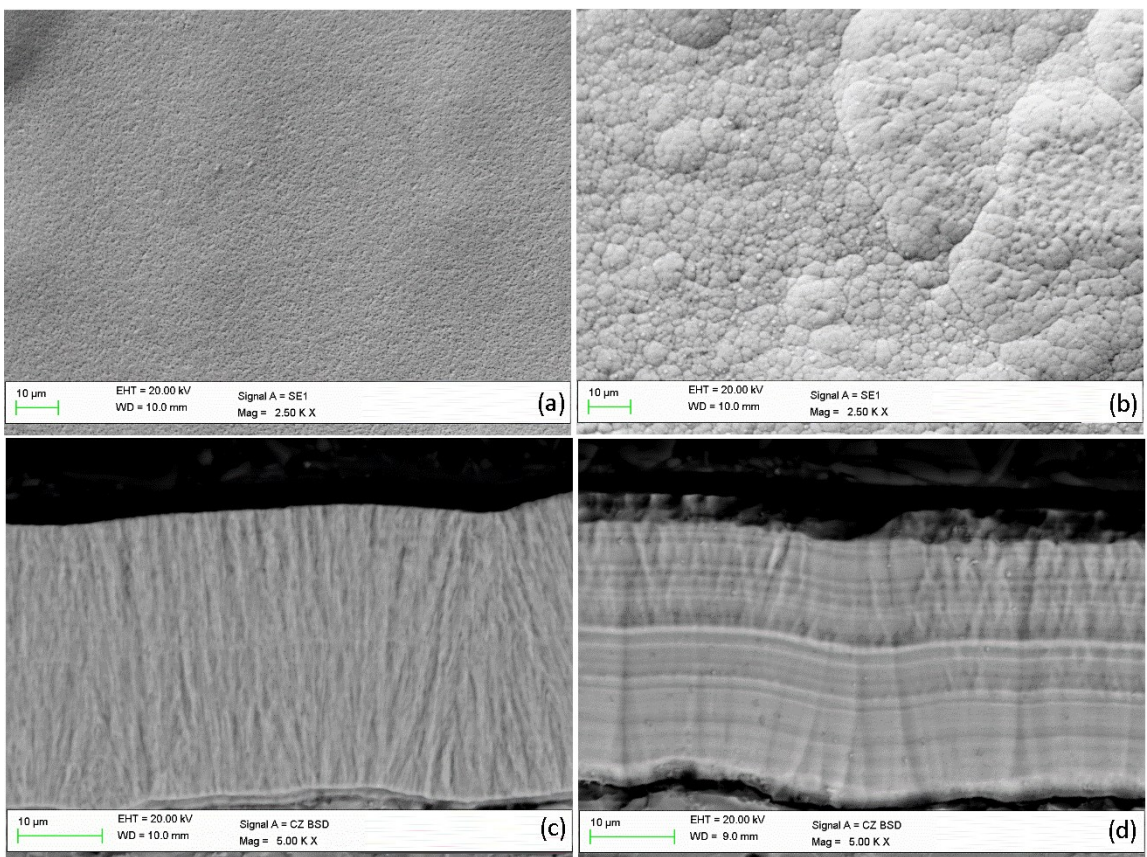 10 µm
EHT = 20.00 kV
WD = 10.0 mm
Signal A = SE1
Mag = 2.50 K X
(a)
10 µm
EHT = 20.00 kV
WD = 10.0 mm
Signal A = SE1
Mag = 2.50 K X
(b)
10 µm
EHT = 20.00 kV
WD = 10.0 mm
Signal A = CZ BSD
Mag = 5.00 K X
(c)
10 µm
EHT = 20.00 kV
WD = 9.0 mm
Signal A = CZ BSD
Mag = 5.00 K X
(d)